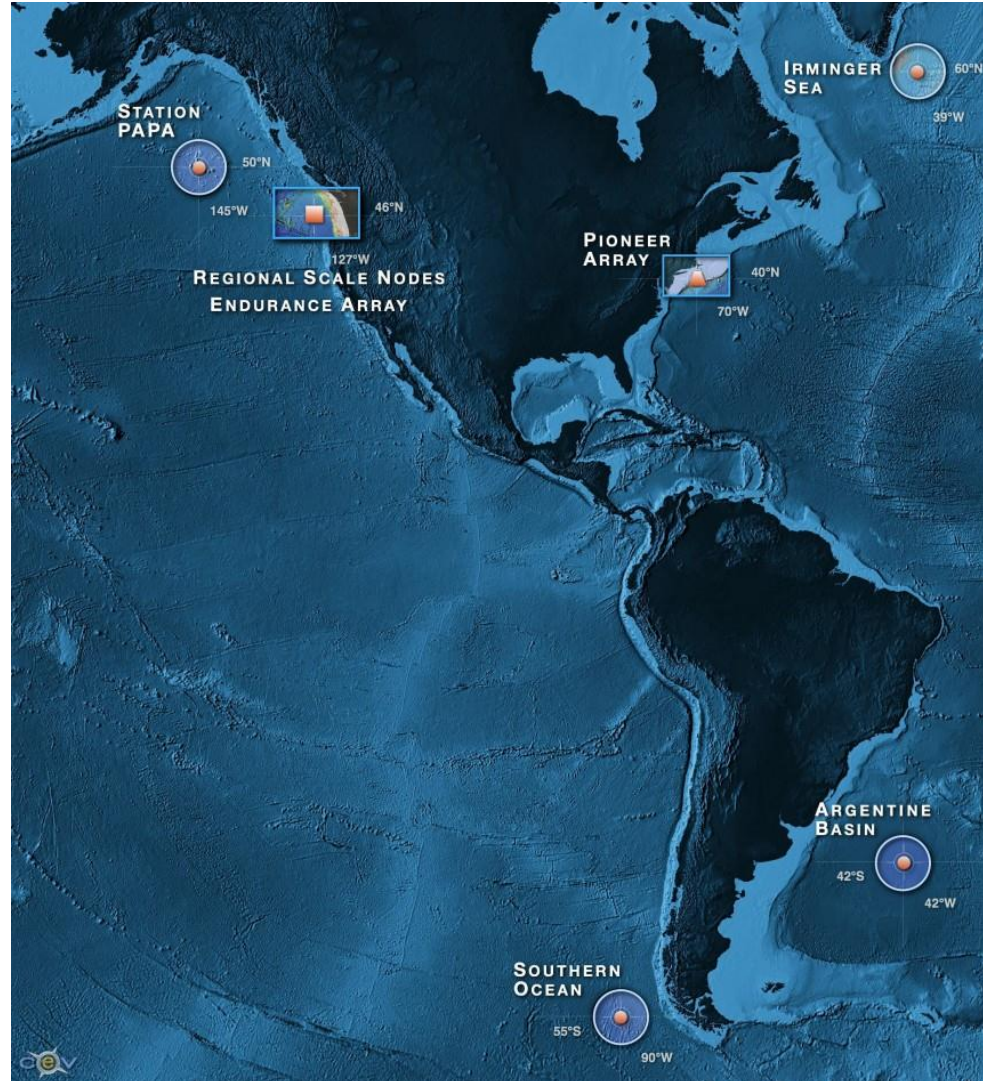 IRMINGER
SEA
60°N
39°W
STATION
PAPA
50°N
145°W
46°N
127°W
REGIONAL SCALE NODES
ENDURANCE ARRAY
PIONEER
ARRAY
40°N
70°W
ARGENTINE
BASIN
42°S
42°W
SOUTHERN
OCEAN
55°S
90°W
cev